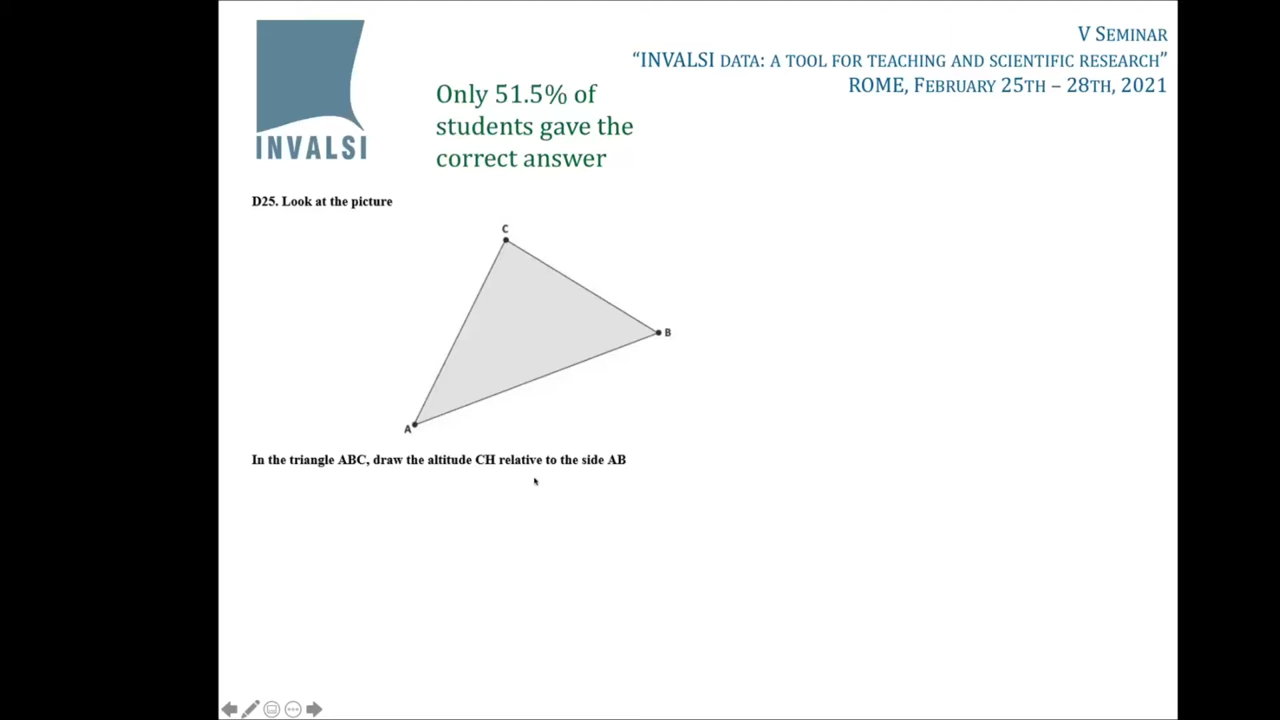 INVALSI
V SEMINAR
“INVALSI DATA: A TOOL FOR TEACHING AND SCIENTIFIC RESEARCH”
ROME, FEBRUARY 25TH – 28TH, 2021
Only 51.5% of
students gave the
correct answer
D25. Look at the picture
C
B
A
In the triangle ABC, draw the altitude CH relative to the side AB